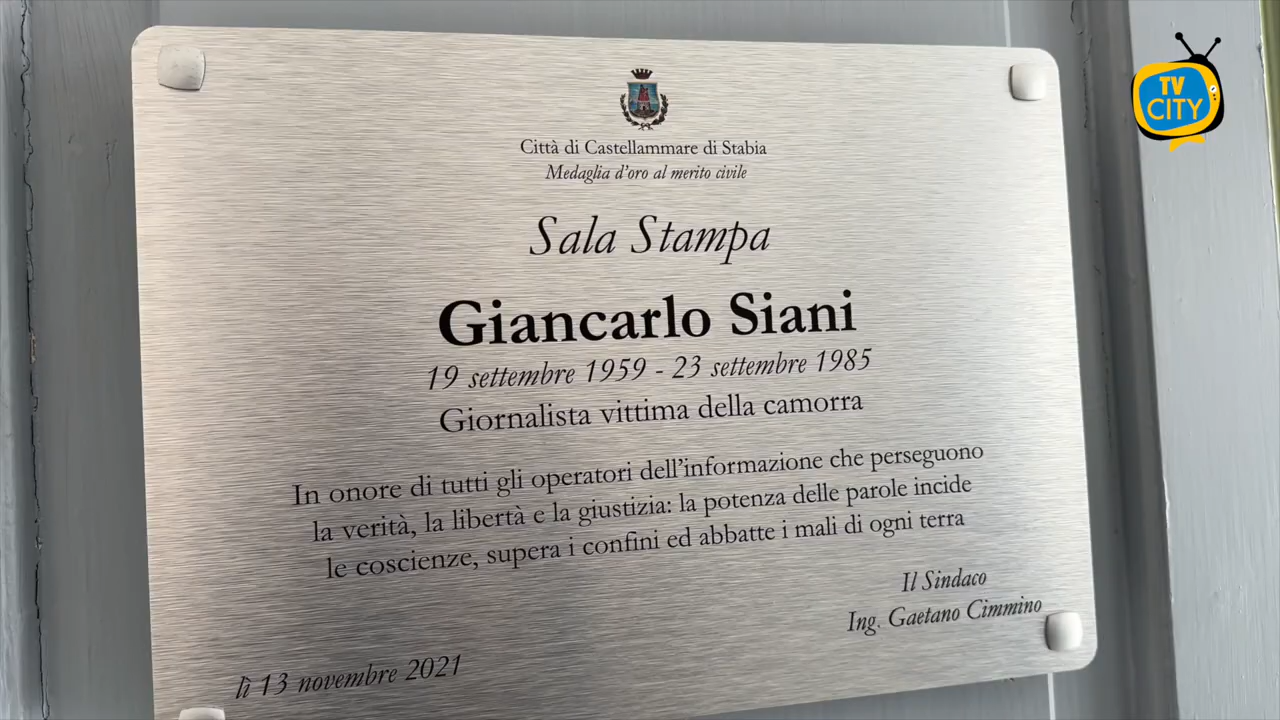 TV
CITY
Città di Castellammare di Stabia
Medaglia d'oro al merito civile
Sala Stampa
Giancarlo Siani
19 settembre 1959 - 23 settembre 1985
Giornalista vittima della camorra
In onore di tutti gli operatori dell'informazione che perseguono
la verità, la libertà e la giustizia: la potenza delle parole incide
le coscienze, supera i confini ed abbatte i mali di ogni terra
Il Sindaco
Ing. Gaetano Cimmino
lì 13 novembre 2021